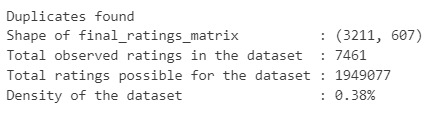 Duplicates found
Shape of final_ratings_matrix : (3211, 607)
Total observed ratings in the dataset : 7461
Total ratings possible for the dataset : 1949077
Density of the dataset : 0.38%